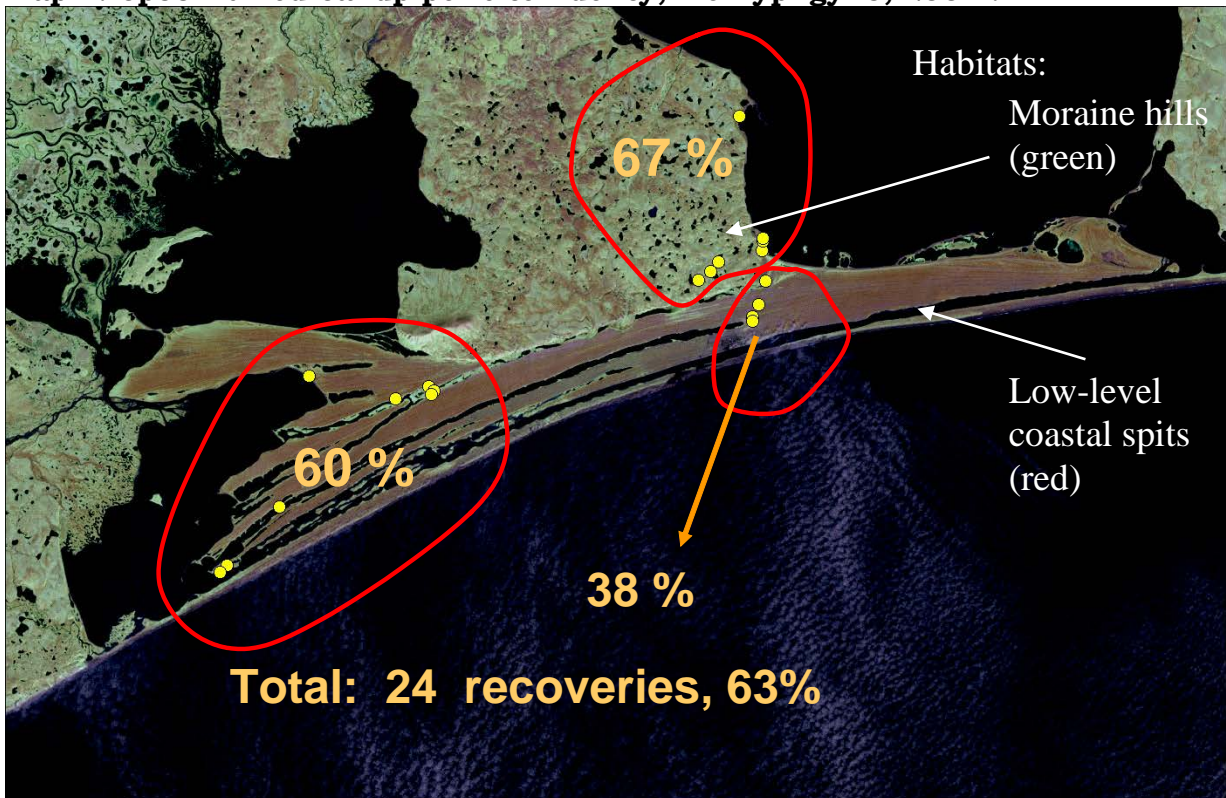 Habitats:
Moraine hills
(green)
67 %
Low-level
coastal spits
(red)
60 %
38 %
Total: 24 recoveries, 63%